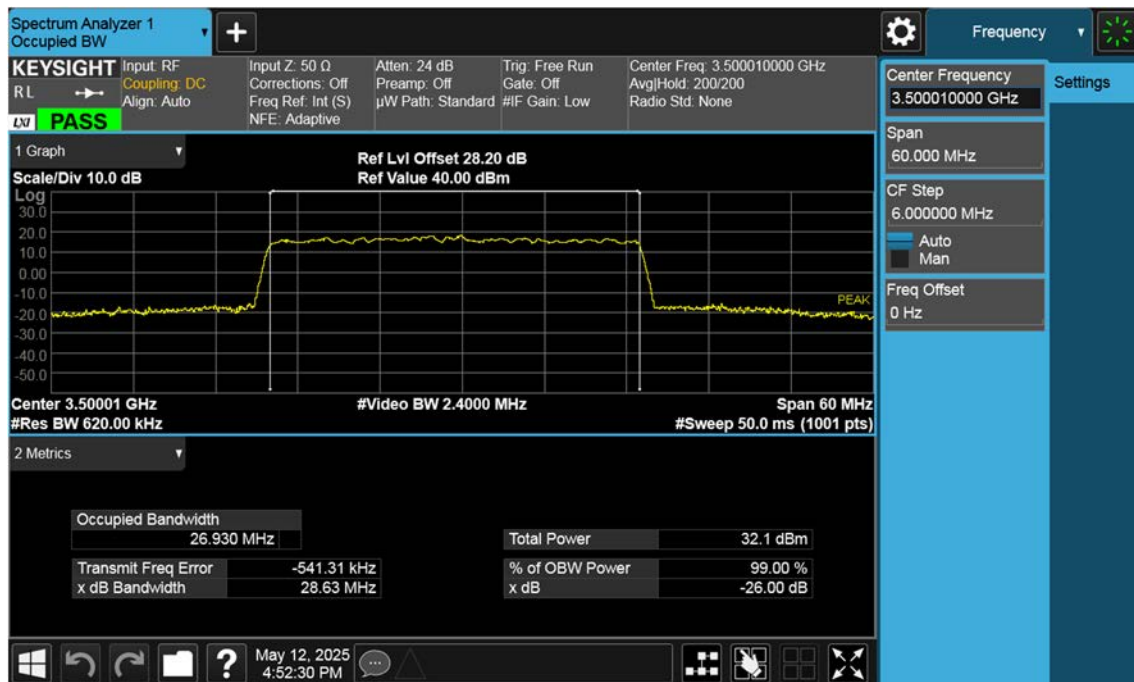 Spectrum Analyzer 1
Occupied BW
Frequency
KEYSIGHT
RL
LXI PASS
Input: RF
Coupling: DC
Align: Auto
Input Z: 50 Ω
Corrections: Off
Freq Ref: Int (S)
NFE: Adaptive
Atten: 24 dB
Preamp: Off
µW Path: Standard
Trig: Free Run
Gate: Off
#IF Gain: Low
Center Freq: 3.500010000 GHz
Avg|Hold: 200/200
Radio Std: None
Center Frequency
3.500010000 GHz
Settings
Span
60.000 MHz
CF Step
6.000000 MHz
Auto
Man
Freq Offset
0 Hz
1 Graph
Scale/Div 10.0 dB
Ref Lvl Offset 28.20 dB
Ref Value 40.00 dBm
Log
30.0
20.0
10.0
0.00
-10.0
-20.0
-30.0
-40.0
-50.0
PEAK
Center 3.50001 GHz
#Video BW 2.4000 MHz
Span 60 MHz
#Res BW 620.00 kHz
#Sweep 50.0 ms (1001 pts)
2 Metrics
Occupied Bandwidth
26.930 MHz
Total Power 32.1 dBm
Transmit Freq Error -541.31 kHz
% of OBW Power 99.00 %
x dB Bandwidth 28.63 MHz
x dB -26.00 dB
?
May 12, 2025
4:52:30 PM